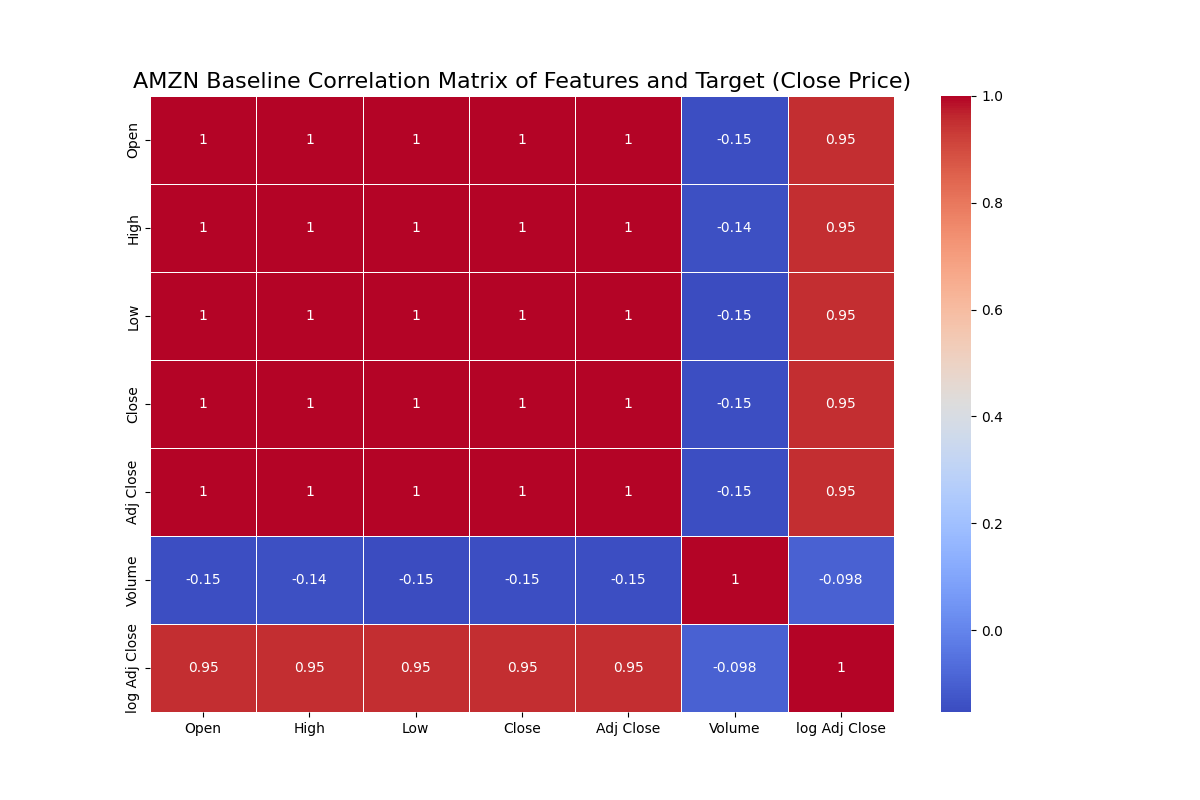 AMZN Baseline Correlation Matrix of Features and Target (Close Price)
Open 1 1 1 1 1 -0.15 0.95
High 1 1 1 1 1 -0.14 0.95
Low 1 1 1 1 1 -0.15 0.95
Close 1 1 1 1 1 -0.15 0.95
Adj Close 1 1 1 1 1 -0.15 0.95
Volume -0.15 -0.14 -0.15 -0.15 -0.15 1 -0.098
log Adj Close 0.95 0.95 0.95 0.95 0.95 -0.098 1
Open High Low Close Adj Close Volume log Adj Close
1.0
0.8
0.6
0.4
0.2
0.0